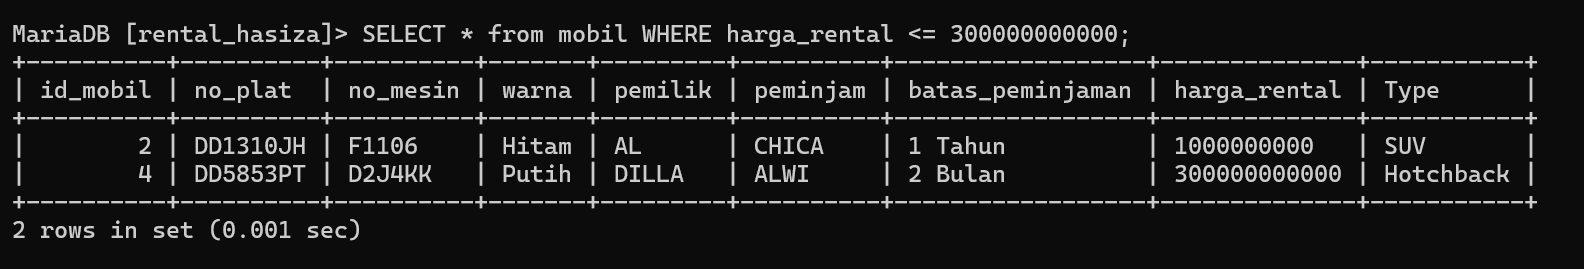 MariaDB [rental_hasiza]> SELECT * from mobil WHERE harga_rental <= 300000000000;
+----------+----------+----------+-------+---------+----------+------------------+--------------+-----------+
| id_mobil | no_plat  | no_mesin | warna | pemilik | peminjam | batas_peminjaman | harga_rental | Type      |
+----------+----------+----------+-------+---------+----------+------------------+--------------+-----------+
|        2 | DD1310JH | F1106    | Hitam | AL      | CHICA    | 1 Tahun          | 1000000000   | SUV       |
|        4 | DD5853PT | D2J4KK   | Putih | DILLA   | ALWI     | 2 Bulan          | 300000000000 | Hotchback |
+----------+----------+----------+-------+---------+----------+------------------+--------------+-----------+
2 rows in set (0.001 sec)